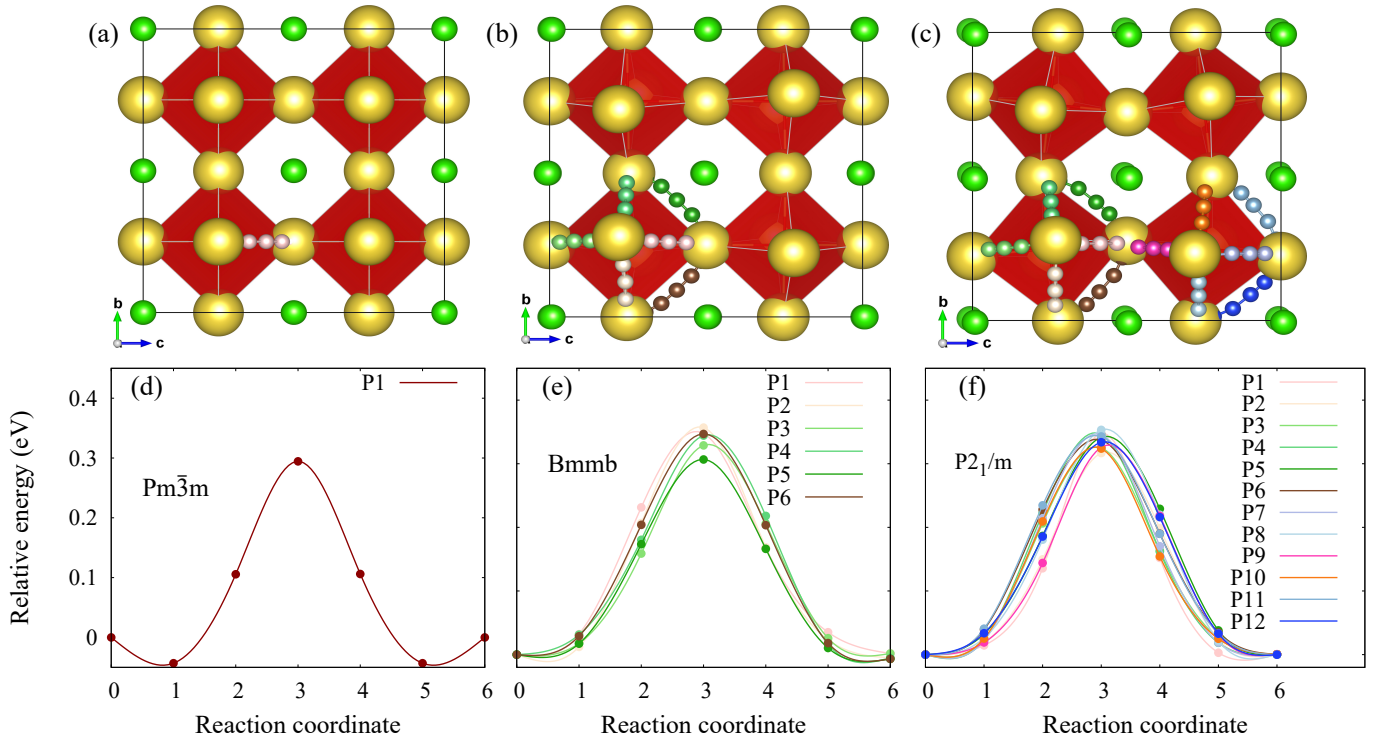 (a)
(b)
(c)
b
c
b
c
b
c
(d)
P1
Pm3̄m
0.4
0.3
0.2
0.1
0
Relative energy (eV)
0 1 2 3 4 5 6
Reaction coordinate
(e)
Bmmb
P1
P2
P3
P4
P5
P6
0 1 2 3 4 5 6
Reaction coordinate
(f)
P2₁/m
P1
P2
P3
P4
P5
P6
P7
P8
P9
P10
P11
P12
0 1 2 3 4 5 6
Reaction coordinate